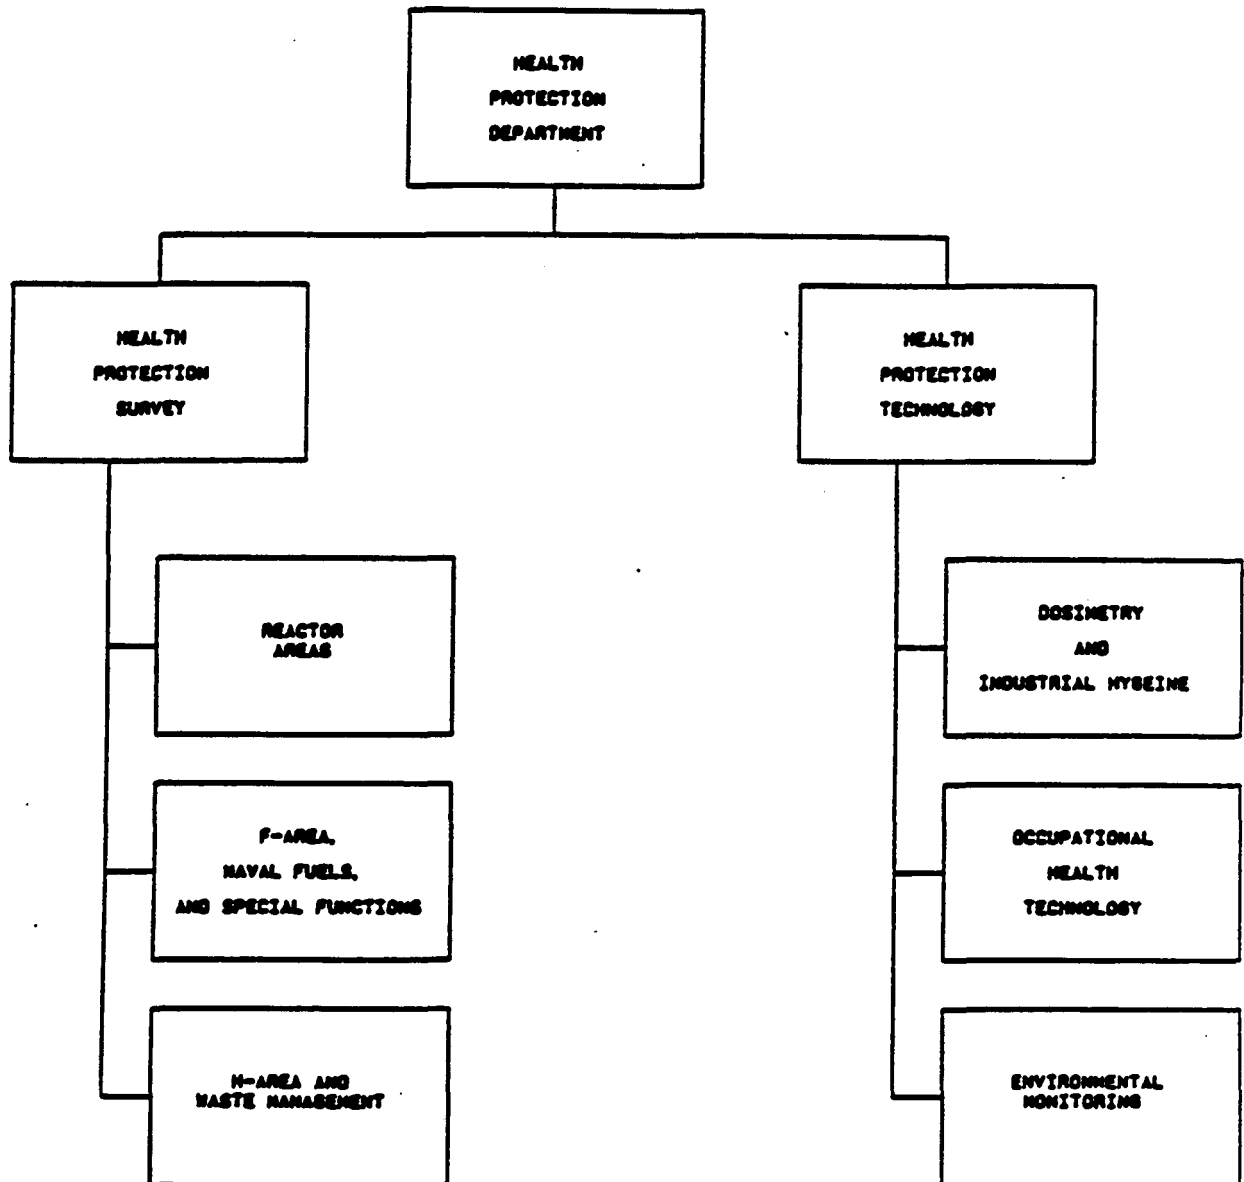 HEALTH
PROTECTION
DEPARTMENT
HEALTH
PROTECTION
SURVEY
HEALTH
PROTECTION
TECHNOLOGY
REACTOR
AREAS
DOSIMETRY
AND
INDUSTRIAL HYGEINE
F-AREA,
NAVAL FUELS,
AND SPECIAL FUNCTIONS
OCCUPATIONAL
HEALTH
TECHNOLOGY
H-AREA AND
WASTE MANAGEMENT
ENVIRONMENTAL
MONITORING